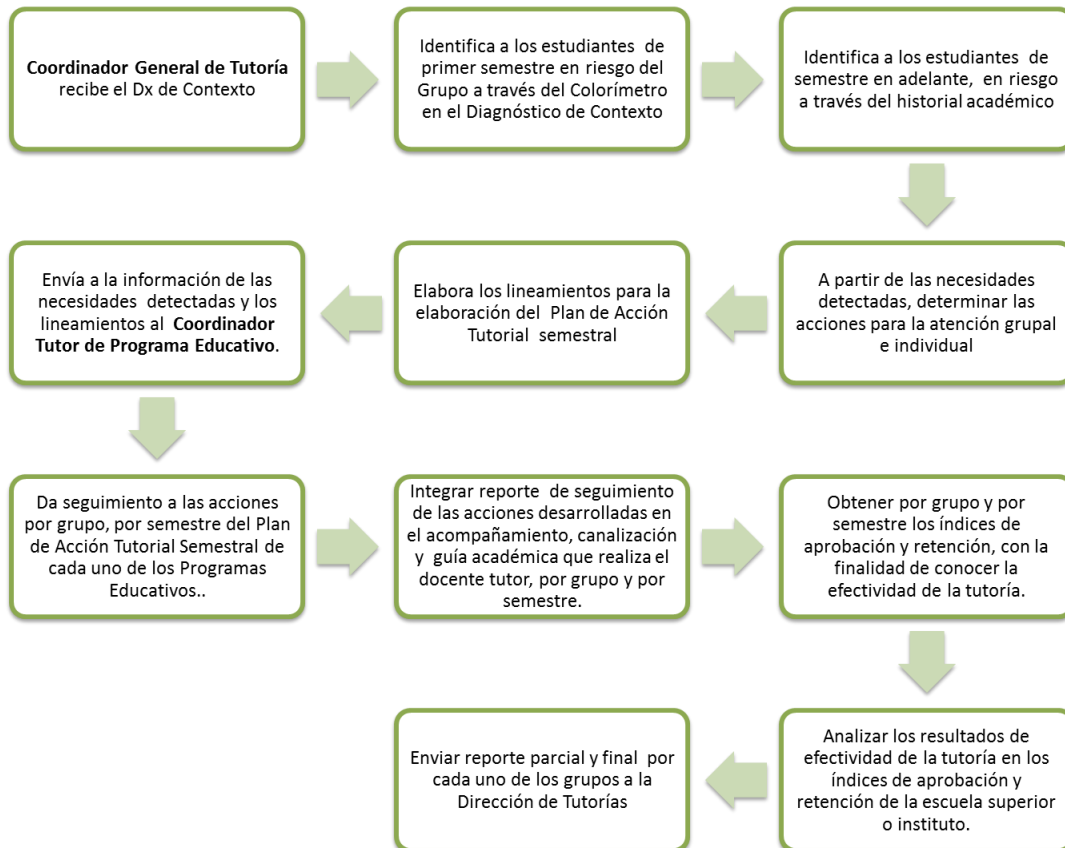 Coordinador General de Tutoría
recibe el Dx de Contexto
Identifica a los estudiantes de
primer semestre en riesgo del
Grupo a través del Colorímetro
en el Diagnóstico de Contexto
Identifica a los estudiantes de
semestre en adelante, en riesgo
a través del historial académico
A partir de las necesidades
detectadas, determinar las
acciones para la atención grupal
e individual
Elabora los lineamientos para la
elaboración del Plan de Acción
Tutorial semestral
Envía a la información de las
necesidades detectadas y los
lineamientos al Coordinador
Tutor de Programa Educativo.
Da seguimiento a las acciones
por grupo, por semestre del Plan
de Acción Tutorial Semestral de
cada uno de los Programas
Educativos..
Integrar reporte de seguimiento
de las acciones desarrolladas en
el acompañamiento, canalización
y guía académica que realiza el
docente tutor, por grupo y por
semestre.
Obtener por grupo y por
semestre los índices de
aprobación y retención, con la
finalidad de conocer la
efectividad de la tutoría.
Analizar los resultados de
efectividad de la tutoría en los
índices de aprobación y
retención de la escuela superior
o instituto.
Enviar reporte parcial y final por
cada uno de los grupos a la
Dirección de Tutorías